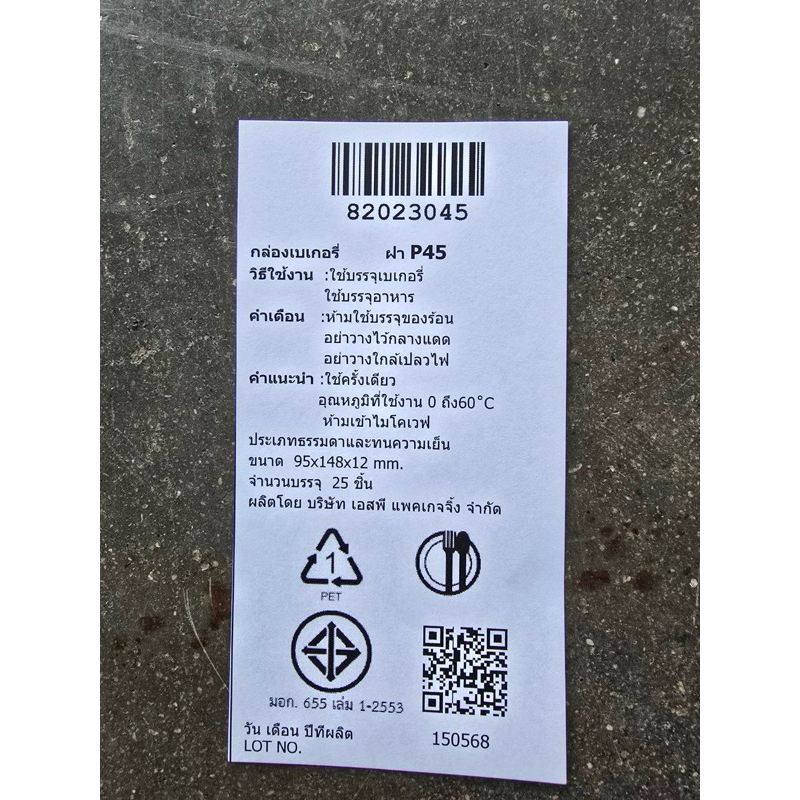 82023045
กล่องเบเกอรี่ ฝา P45
วิธีใช้งาน :ใช้บรรจุเบเกอรี่
ใช้บรรจุอาหาร
คำเตือน :ห้ามใช้บรรจุของร้อน
อย่าวางไว้กลางแดด
อย่าวางใกล้เปลวไฟ
คำแนะนำ :ใช้ครั้งเดียว
อุณหภูมิที่ใช้งาน 0 ถึง60°C
ห้ามเข้าไมโคเวฟ
ประเภทธรรมดาและทนความเย็น
ขนาด 95x148x12 mm.
จำนวนบรรจุ 25 ชิ้น
ผลิตโดย บริษัท เอสพี แพคเกจจิ้ง จำกัด
1
PET
มอก. 655 เล่ม 1-2553
วัน เดือน ปีที่ผลิต 150568
LOT NO.